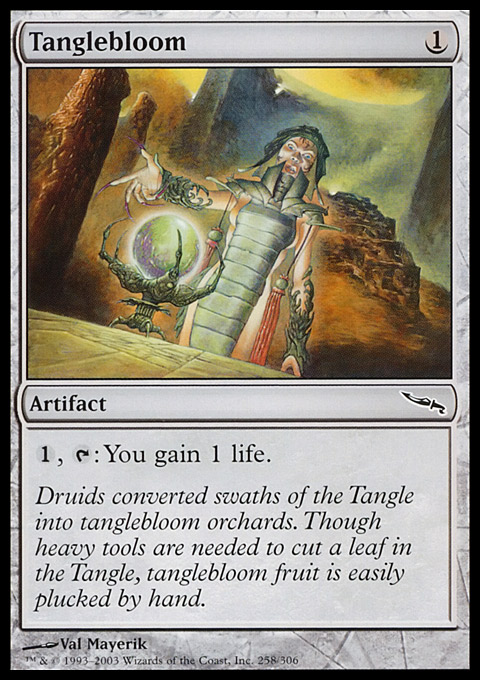 Tanglebloom 1
Artifact
1, : You gain 1 life.
Druids converted swaths of the Tangle
into tanglebloom orchards. Though
heavy tools are needed to cut a leaf in
the Tangle, tanglebloom fruit is easily
plucked by hand.
Val Mayerik
™ & © 1993–2003 Wizards of the Coast, Inc. 258/306